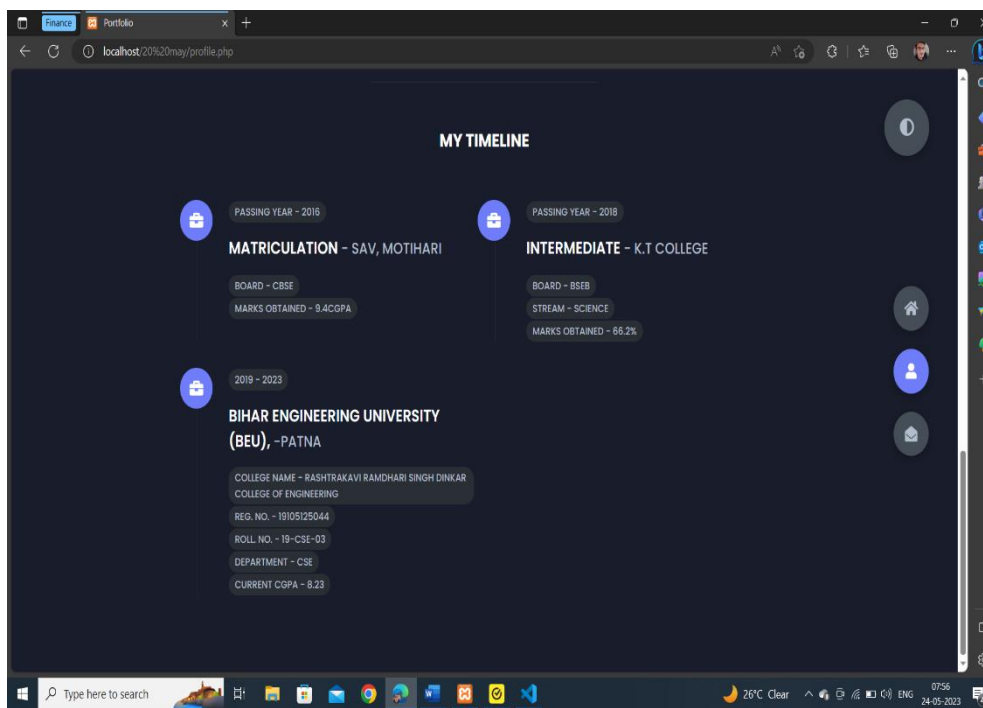 Finance
Portfolio
localhost/20%20may/profile.php
MY TIMELINE
PASSING YEAR - 2016
MATRICULATION - SAV, MOTIHARI
BOARD - CBSE
MARKS OBTAINED - 9.4CGPA
PASSING YEAR - 2018
INTERMEDIATE - K.T COLLEGE
BOARD - BSEB
STREAM - SCIENCE
MARKS OBTAINED - 66.2%
2019 - 2023
BIHAR ENGINEERING UNIVERSITY
(BEU), -PATNA
COLLEGE NAME - RASHTRAKAVI RAMDHARI SINGH DINKAR
COLLEGE OF ENGINEERING
REG. NO. - 19105125044
ROLL. NO. - 19-CSE-03
DEPARTMENT - CSE
CURRENT CGPA - 8.23
Type here to search
26°C Clear
ENG
07:56
24-05-2023